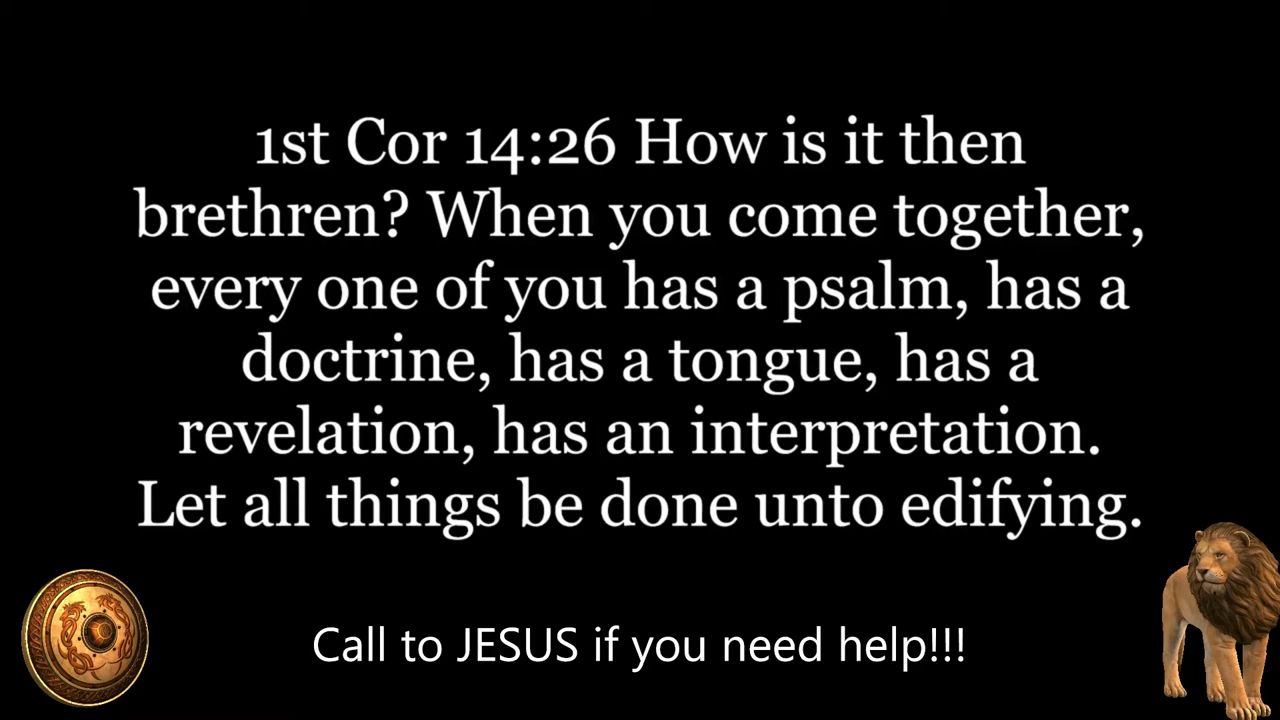 1st Cor 14:26 How is it then
brethren? When you come together,
every one of you has a psalm, has a
doctrine, has a tongue, has a
revelation, has an interpretation.
Let all things be done unto edifying.
Call to JESUS if you need help!!!